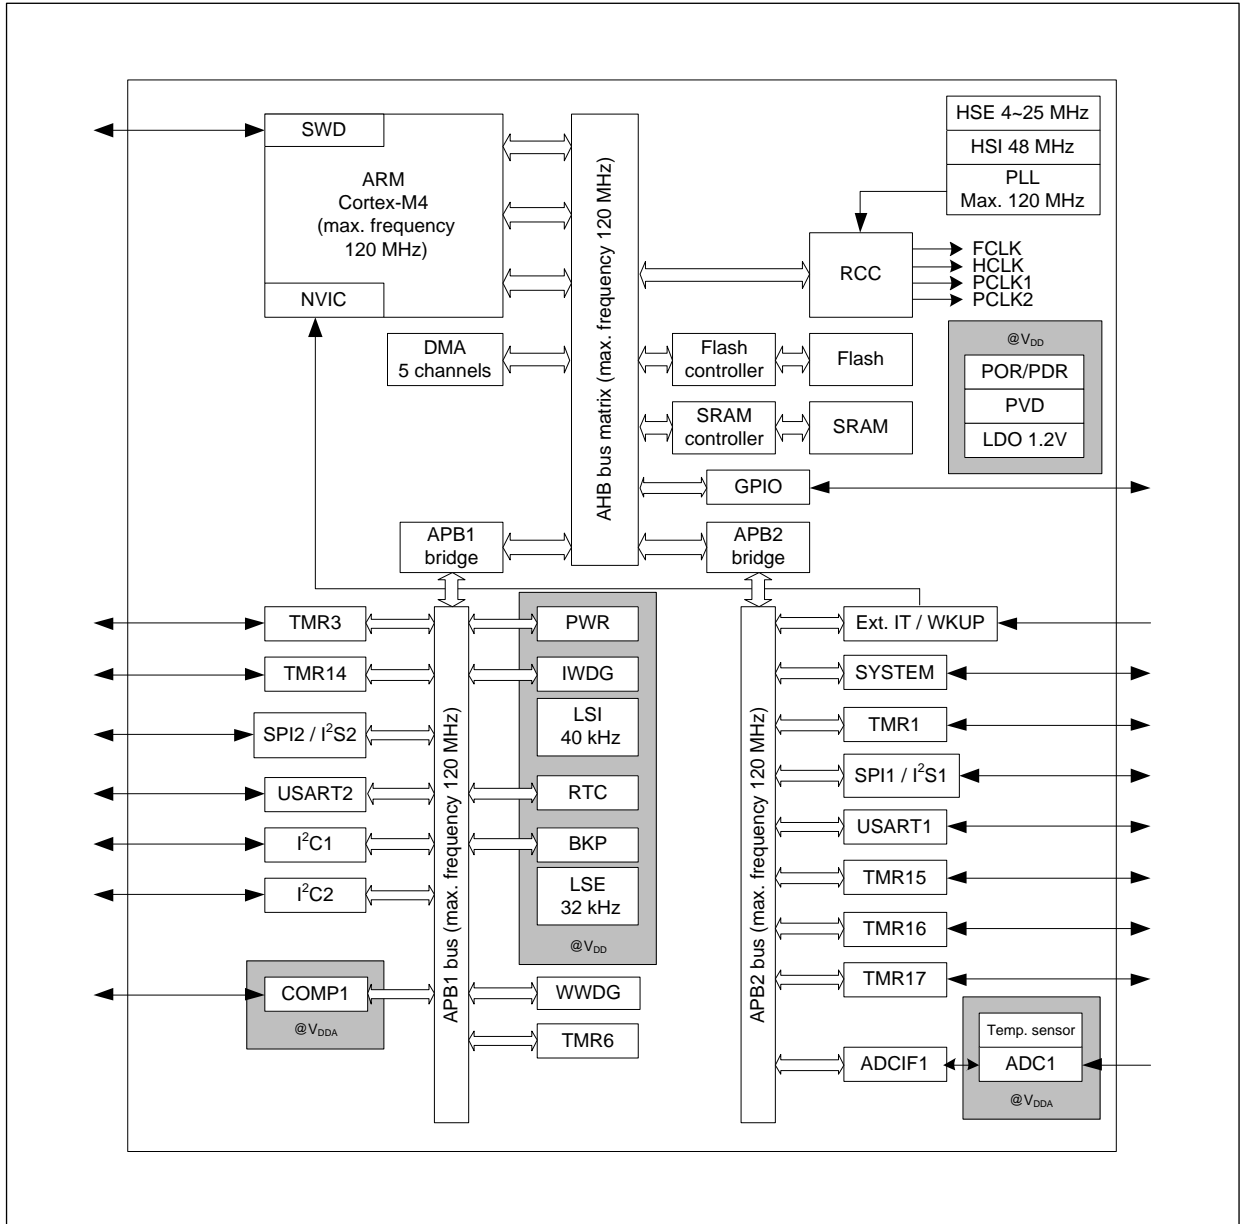 SWD
ARM
Cortex-M4
(max. frequency
120 MHz)
NVIC
DMA
5 channels
AHB bus matrix (max. frequency 120 MHz)
HSE 4~25 MHz
HSI 48 MHz
PLL
Max. 120 MHz
RCC
FCLK
HCLK
PCLK1
PCLK2
Flash
controller
Flash
SRAM
controller
SRAM
GPIO
@VDD
POR/PDR
PVD
LDO 1.2V
APB1
bridge
APB2
bridge
TMR3
TMR14
SPI2 / I²S2
USART2
I²C1
I²C2
COMP1
@VDDA
APB1 bus (max. frequency 120 MHz)
PWR
IWDG
LSI
40 kHz
RTC
BKP
LSE
32 kHz
@VDD
WWDG
TMR6
APB2 bus (max. frequency 120 MHz)
Ext. IT / WKUP
SYSTEM
TMR1
SPI1 / I²S1
USART1
TMR15
TMR16
TMR17
ADCIF1
Temp. sensor
ADC1
@VDDA